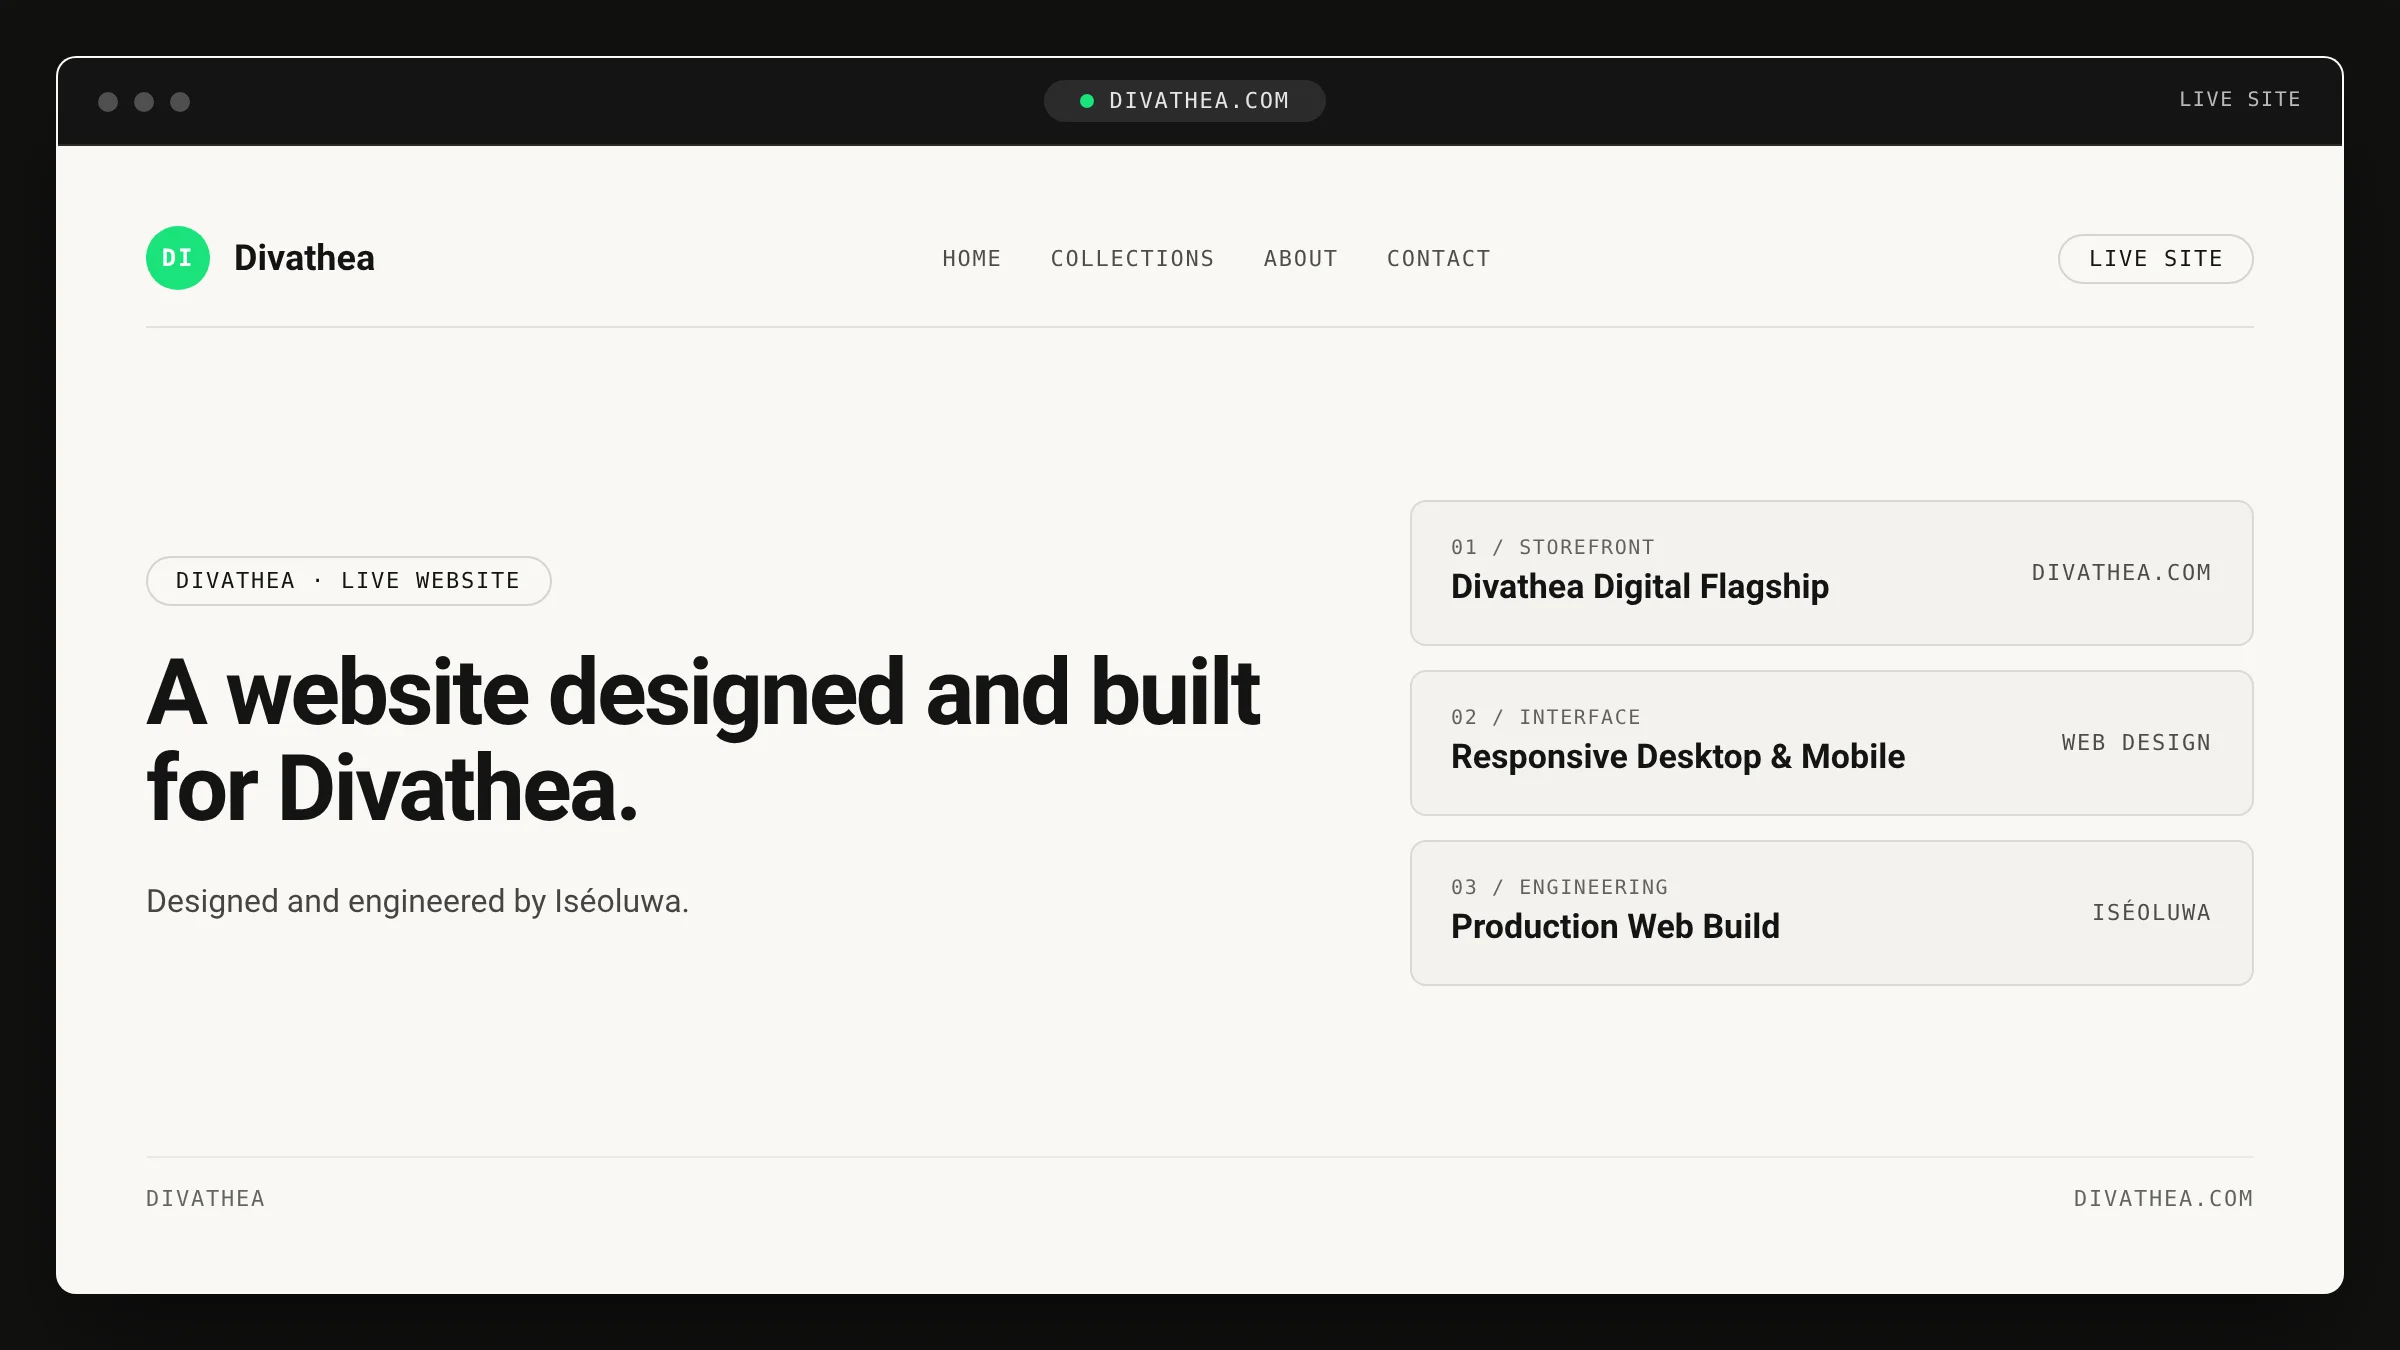 DIVATHEA.COM
LIVE SITE
DI
Divathea
HOME
COLLECTIONS
ABOUT
CONTACT
LIVE SITE
DIVATHEA · LIVE WEBSITE
A website designed and built
for Divathea.
Designed and engineered by Iséoluwa.
01 / STOREFRONT
Divathea Digital Flagship
DIVATHEA.COM
02 / INTERFACE
Responsive Desktop & Mobile
WEB DESIGN
03 / ENGINEERING
Production Web Build
ISÉOLUWA
DIVATHEA
DIVATHEA.COM